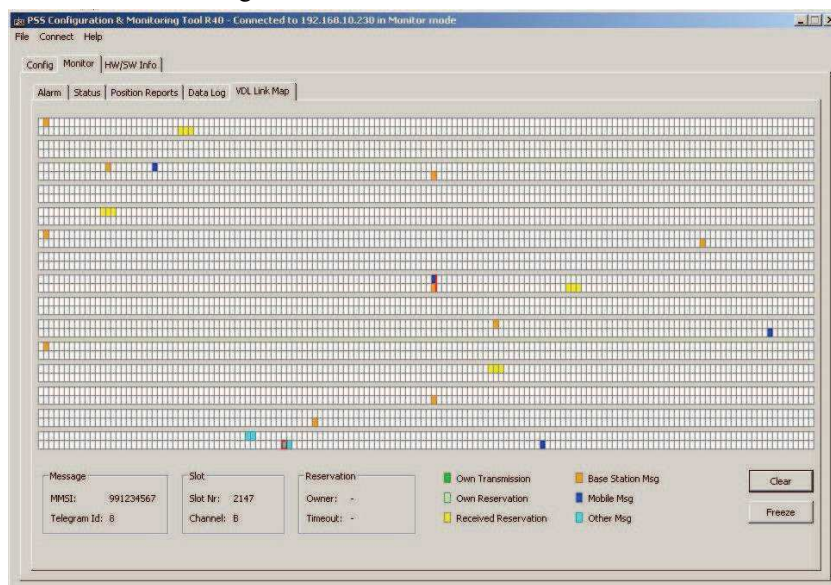 PSS Configuration & Monitoring Tool R40 - Connected to 192.168.10.230 in Monitor mode
File Connect Help
Config Monitor HW/SW Info
Alarm Status Position Reports Data Log VDL Link Map
Message
MMSI: 991234567
Telegram Id: 8
Slot
Slot Nr: 2147
Channel: B
Reservation
Owner: -
Timeout: -
Own Transmission
Own Reservation
Received Reservation
Base Station Msg
Mobile Msg
Other Msg
Clear
Freeze